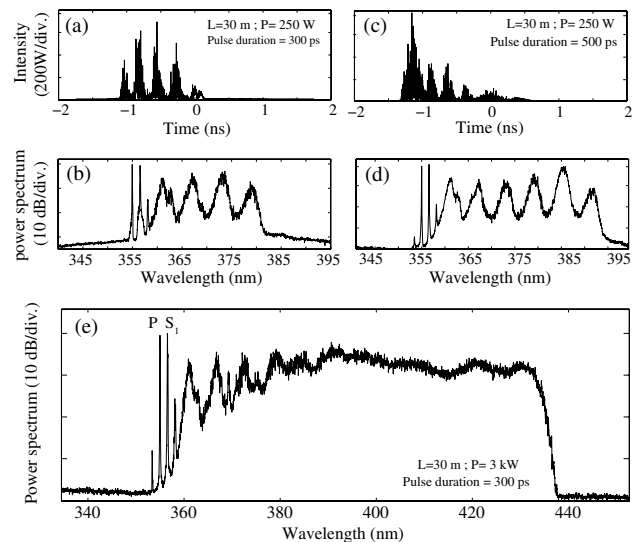 (a)
L=30 m ; P= 250 W
Pulse duration = 300 ps
Intensity
(200W/div.)
−2 −1 0 1 2
Time (ns)
(c)
L=30 m ; P= 250 W
Pulse duration = 500 ps
−2 −1 0 1 2
Time (ns)
(b)
power spectrum
(10 dB/div.)
345 355 365 375 385 395
Wavelength (nm)
(d)
345 355 365 375 385 395
Wavelength (nm)
(e)
P S1
Power spectrum (10 dB/div.)
L=30 m ; P= 3 kW
Pulse duration = 300 ps
340 360 380 400 420 440
Wavelength (nm)